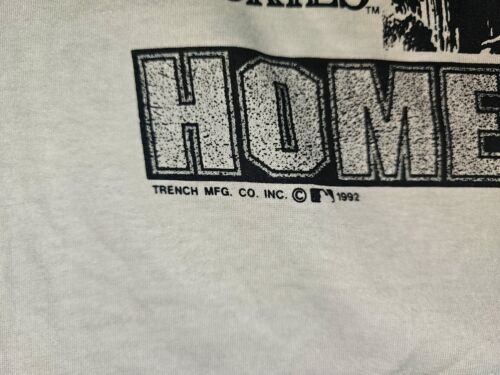 HOME
TRENCH MFG. CO. INC. © 1992